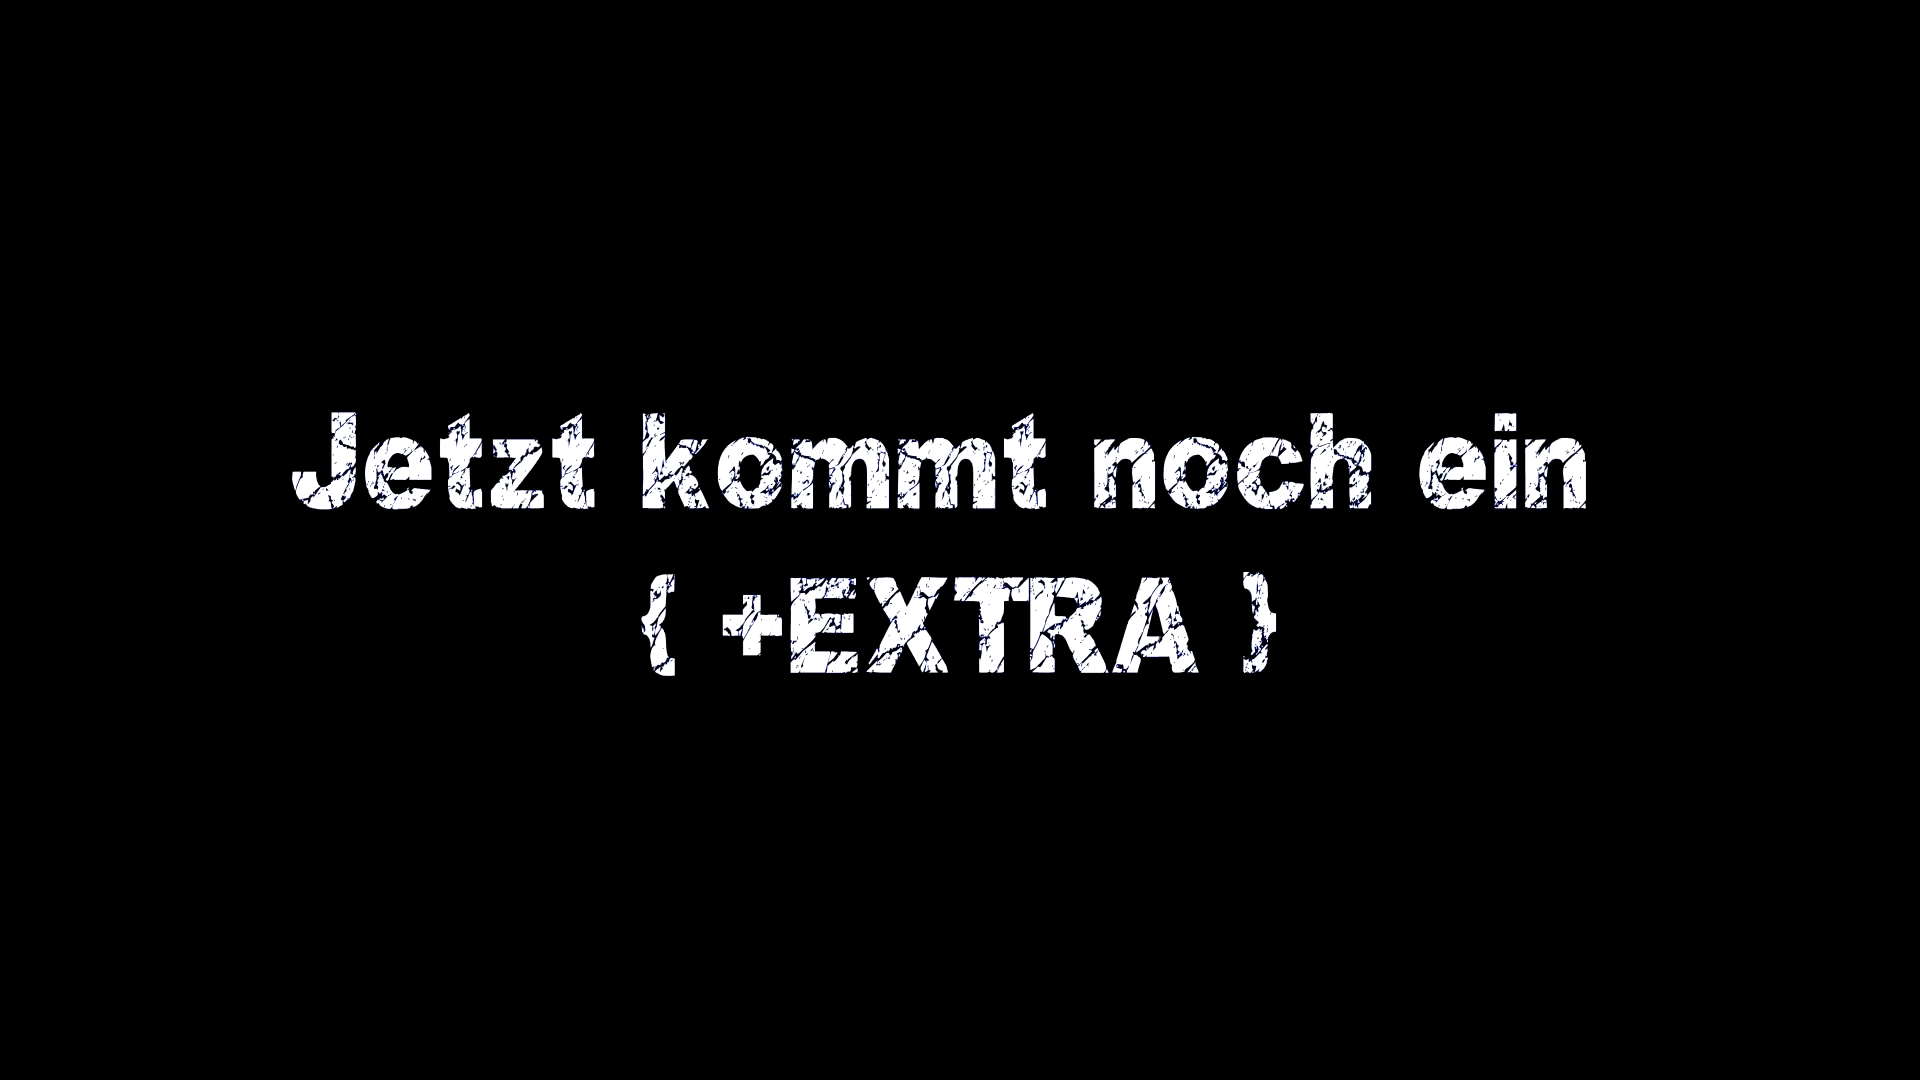 Jetzt kommt noch ein
{ +EXTRA }